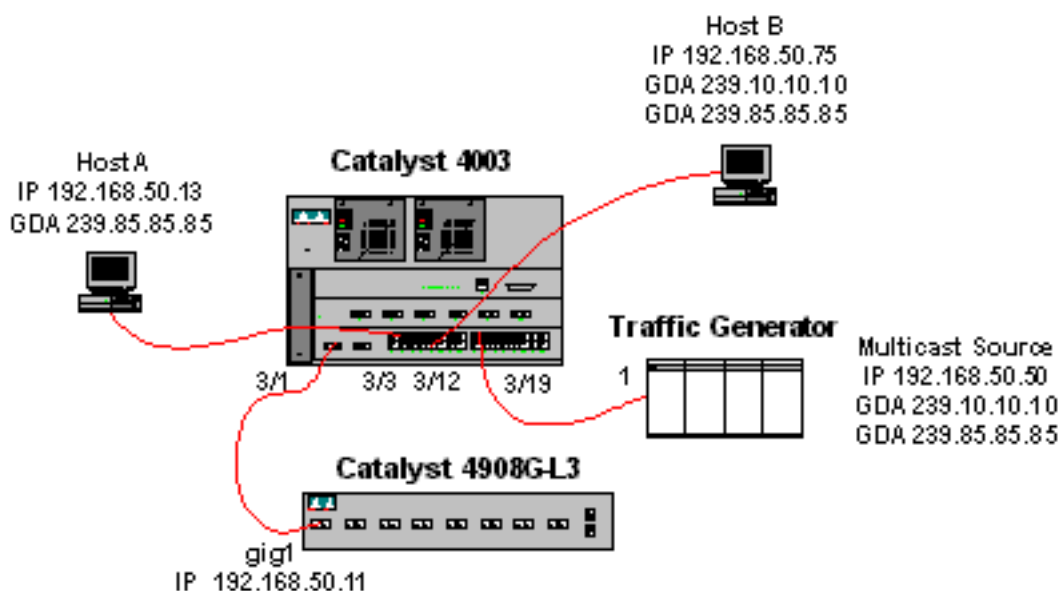 Host B
IP 192.168.50.75
GDA 239.10.10.10
GDA 239.85.85.85
Host A
IP 192.168.50.13
GDA 239.85.85.85
Catalyst 4003
Traffic Generator
Multicast Source
IP 192.168.50.50
GDA 239.10.10.10
GDA 239.85.85.85
3/1
3/3
3/12
3/19
1
Catalyst 4908G-L3
gig1
IP 192.168.50.11